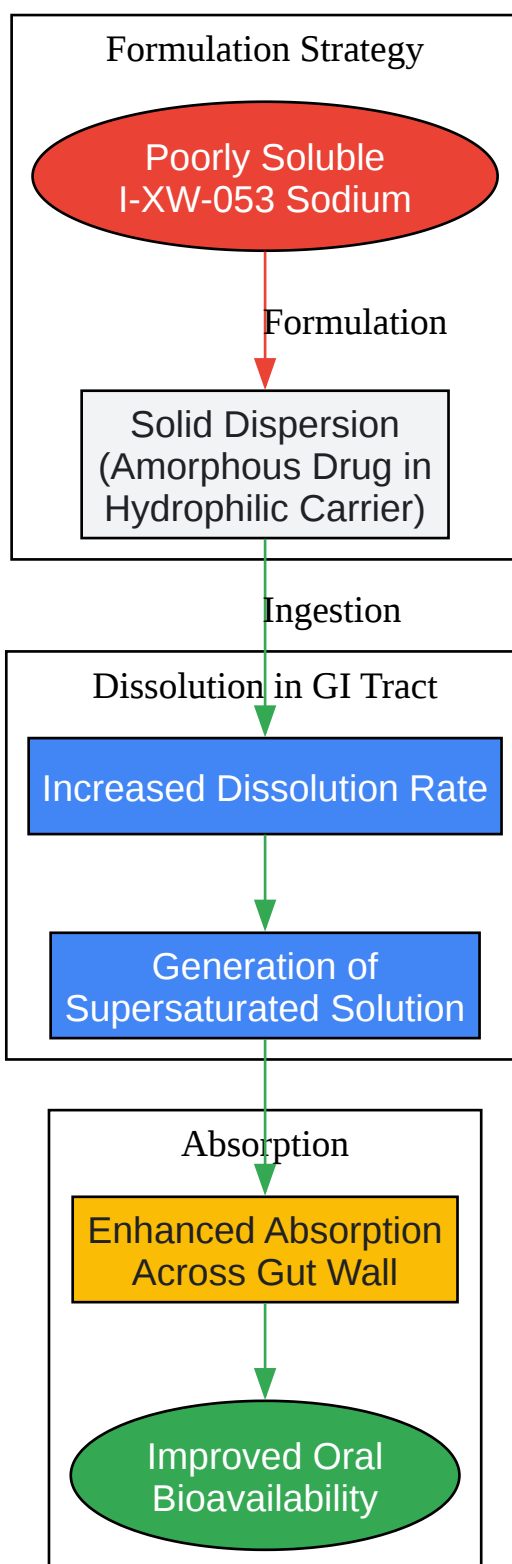 Formulation Strategy
Poorly Soluble
I-XW-053 Sodium
Formulation
Solid Dispersion
(Amorphous Drug in
Hydrophilic Carrier)
Ingestion
Dissolution in GI Tract
Increased Dissolution Rate
Generation of
Supersaturated Solution
Absorption
Enhanced Absorption
Across Gut Wall
Improved Oral
Bioavailability